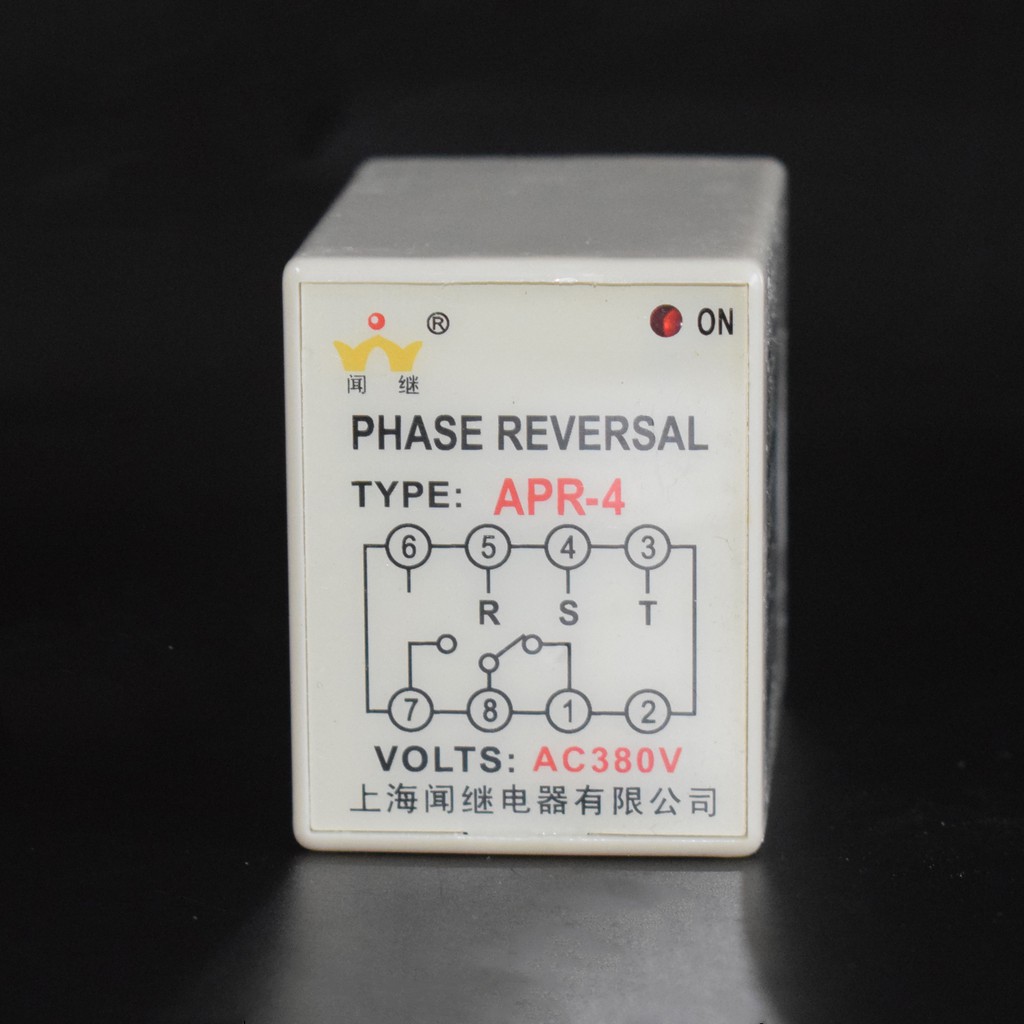 ® ON
闻 继
PHASE REVERSAL
TYPE: APR-4
6 5 4 3
R S T
7 8 1 2
VOLTS: AC380V
上海闻继电器有限公司